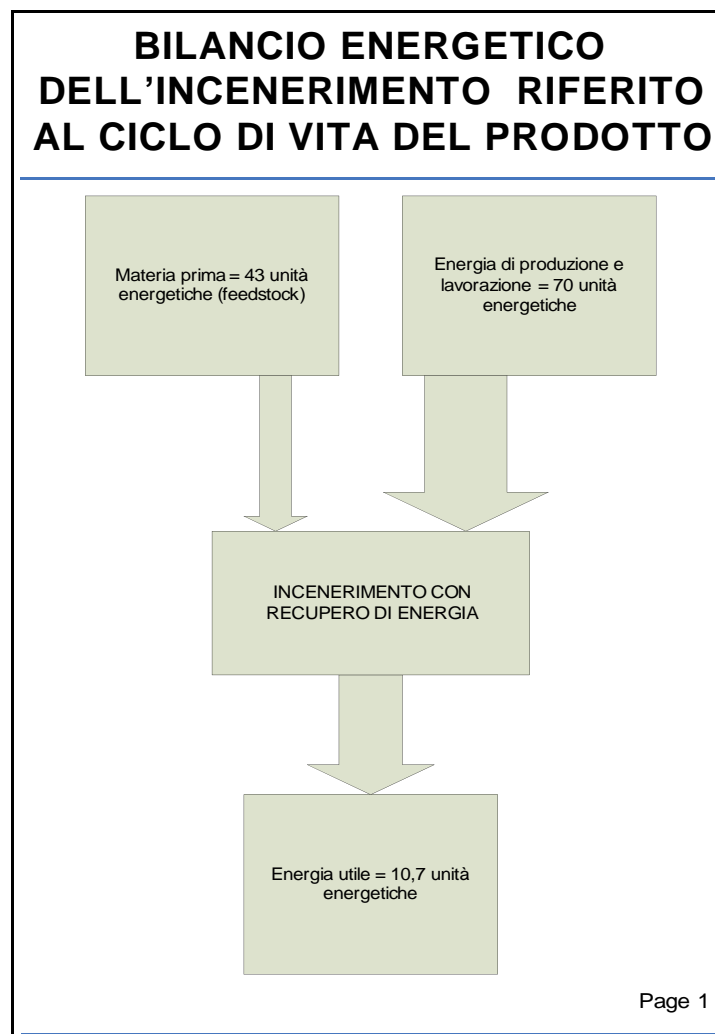 BILANCIO ENERGETICO
DELL'INCENERIMENTO RIFERITO
AL CICLO DI VITA DEL PRODOTTO
Materia prima = 43 unità
energetiche (feedstock)
Energia di produzione e
lavorazione = 70 unità
energetiche
INCENERIMENTO CON
RECUPERO DI ENERGIA
Energia utile = 10,7 unità
energetiche
Page 1